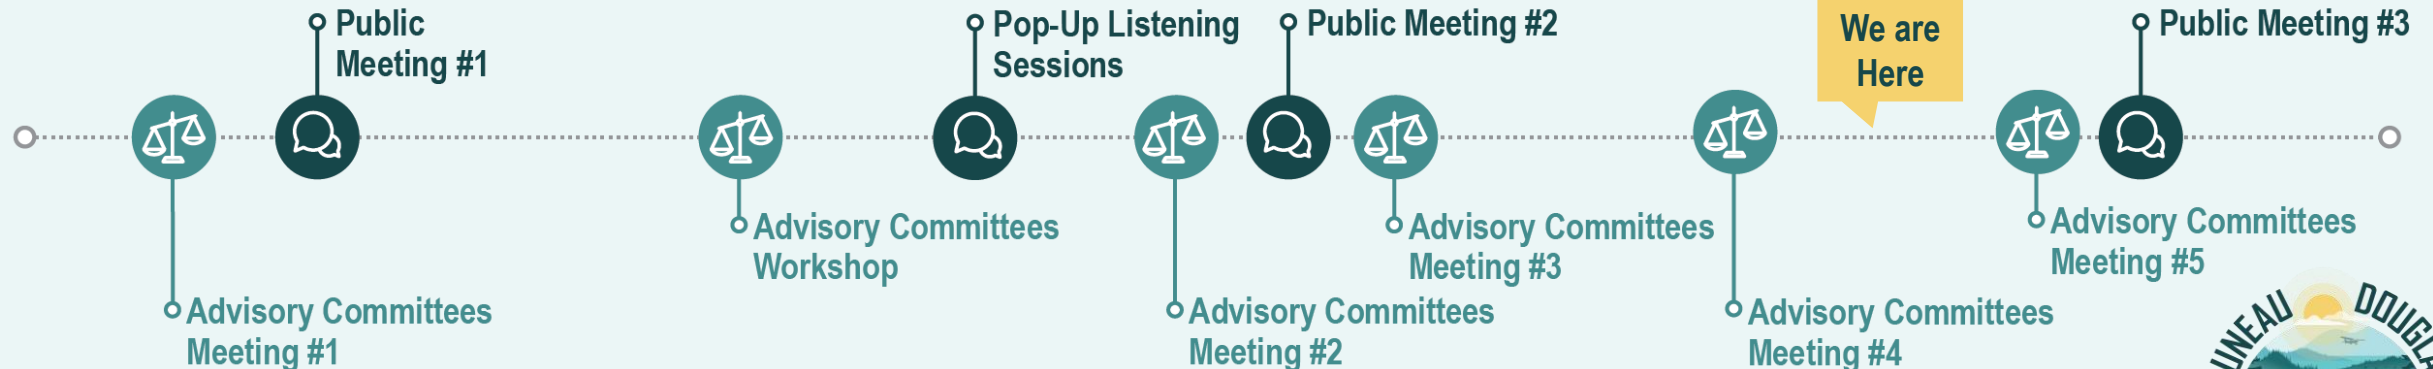 Public
Meeting #1
Pop-Up Listening
Sessions
Public Meeting #2
We are
Here
Public Meeting #3
Advisory Committees
Meeting #1
Advisory Committees
Workshop
Advisory Committees
Meeting #2
Advisory Committees
Meeting #3
Advisory Committees
Meeting #4
Advisory Committees
Meeting #5